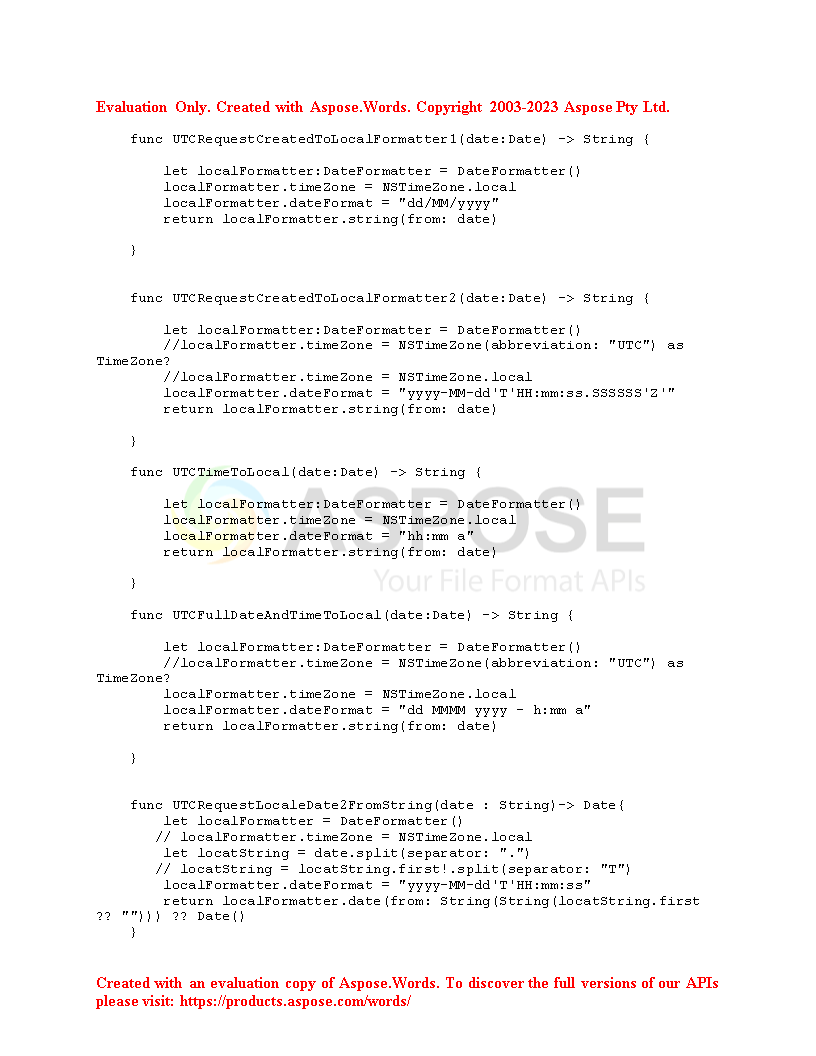 Evaluation Only. Created with Aspose.Words. Copyright 2003-2023 Aspose Pty Ltd.
func UTCRequestCreatedToLocalFormatter1(date:Date) -> String {
let localFormatter:DateFormatter = DateFormatter()
localFormatter.timeZone = NSTimeZone.local
localFormatter.dateFormat = "dd/MM/yyyy"
return localFormatter.string(from: date)
}
func UTCRequestCreatedToLocalFormatter2(date:Date) -> String {
let localFormatter:DateFormatter = DateFormatter()
//localFormatter.timeZone = NSTimeZone(abbreviation: "UTC") as
TimeZone?
//localFormatter.timeZone = NSTimeZone.local
localFormatter.dateFormat = "yyyy-MM-dd'T'HH:mm:ss.SSSSSS'Z'"
return localFormatter.string(from: date)
}
func UTCTimeToLocal(date:Date) -> String {
let localFormatter:DateFormatter = DateFormatter()
localFormatter.timeZone = NSTimeZone.local
localFormatter.dateFormat = "hh:mm a"
return localFormatter.string(from: date)
ASPOSE
Your File Format APIs
}
func UTCFullDateAndTimeToLocal(date:Date) -> String {
let localFormatter:DateFormatter = DateFormatter()
//localFormatter.timeZone = NSTimeZone(abbreviation: "UTC") as
TimeZone?
localFormatter.timeZone = NSTimeZone.local
localFormatter.dateFormat = "dd MMMM yyyy - h:mm a"
return localFormatter.string(from: date)
}
func UTCRequestLocaleDate2FromString(date : String)-> Date{
let localFormatter = DateFormatter()
// localFormatter.timeZone = NSTimeZone.local
let locatString = date.split(separator: ".")
// locatString = locatString.first!.split(separator: "T")
localFormatter.dateFormat = "yyyy-MM-dd'T'HH:mm:ss"
return localFormatter.date(from: String(String(locatString.first
?? ""))) ?? Date()
}
Created with an evaluation copy of Aspose.Words. To discover the full versions of our APIs
please visit: https://products.aspose.com/words/